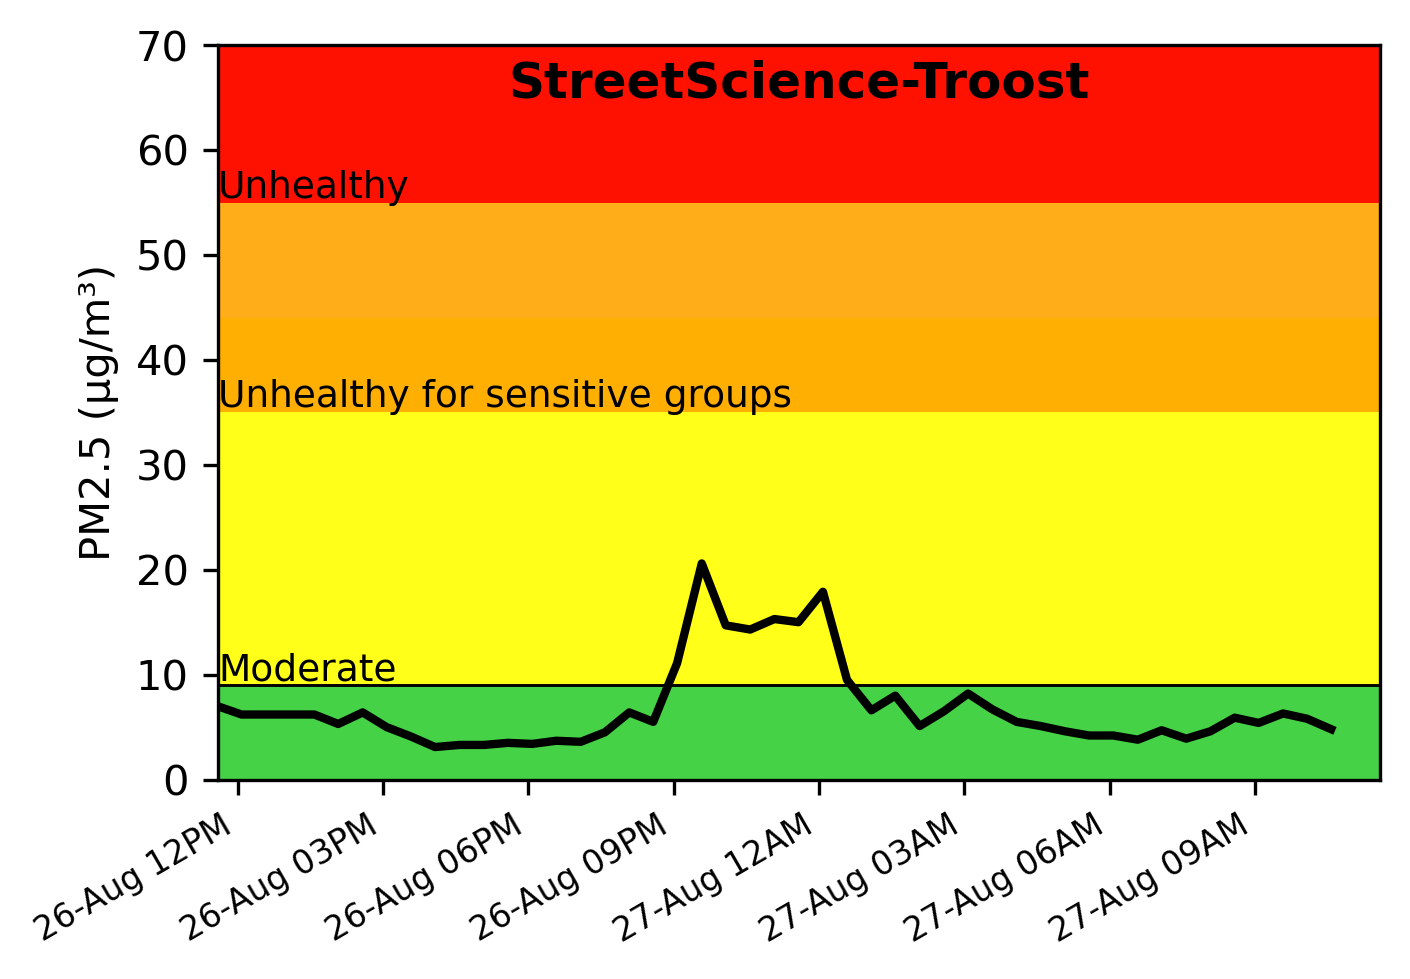 StreetScience-Troost
70
60
50
40
30
20
10
0
PM2.5 (µg/m³)
Unhealthy
Unhealthy for sensitive groups
Moderate
26-Aug 12PM
26-Aug 03PM
26-Aug 06PM
26-Aug 09PM
27-Aug 12AM
27-Aug 03AM
27-Aug 06AM
27-Aug 09AM